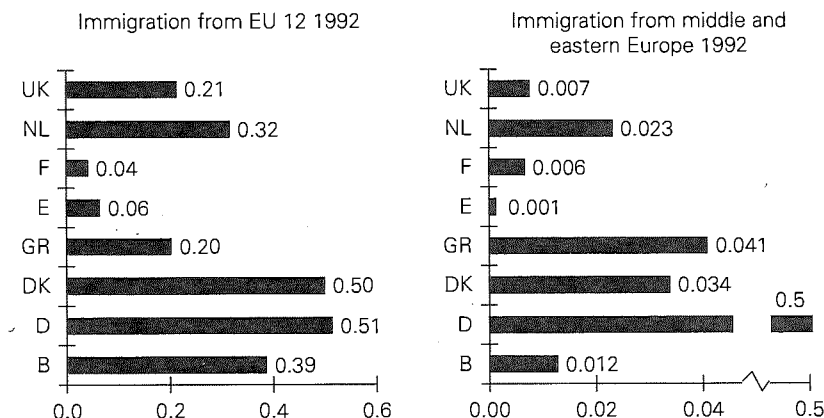 Immigration from EU 12 1992
UK 0.21
NL 0.32
F 0.04
E 0.06
GR 0.20
DK 0.50
D 0.51
B 0.39
0.0 0.2 0.4 0.6
Immigration from middle and
eastern Europe 1992
UK 0.007
NL 0.023
F 0.006
E 0.001
GR 0.041
DK 0.034
D 0.5
B 0.012
0.00 0.02 0.04 0.5